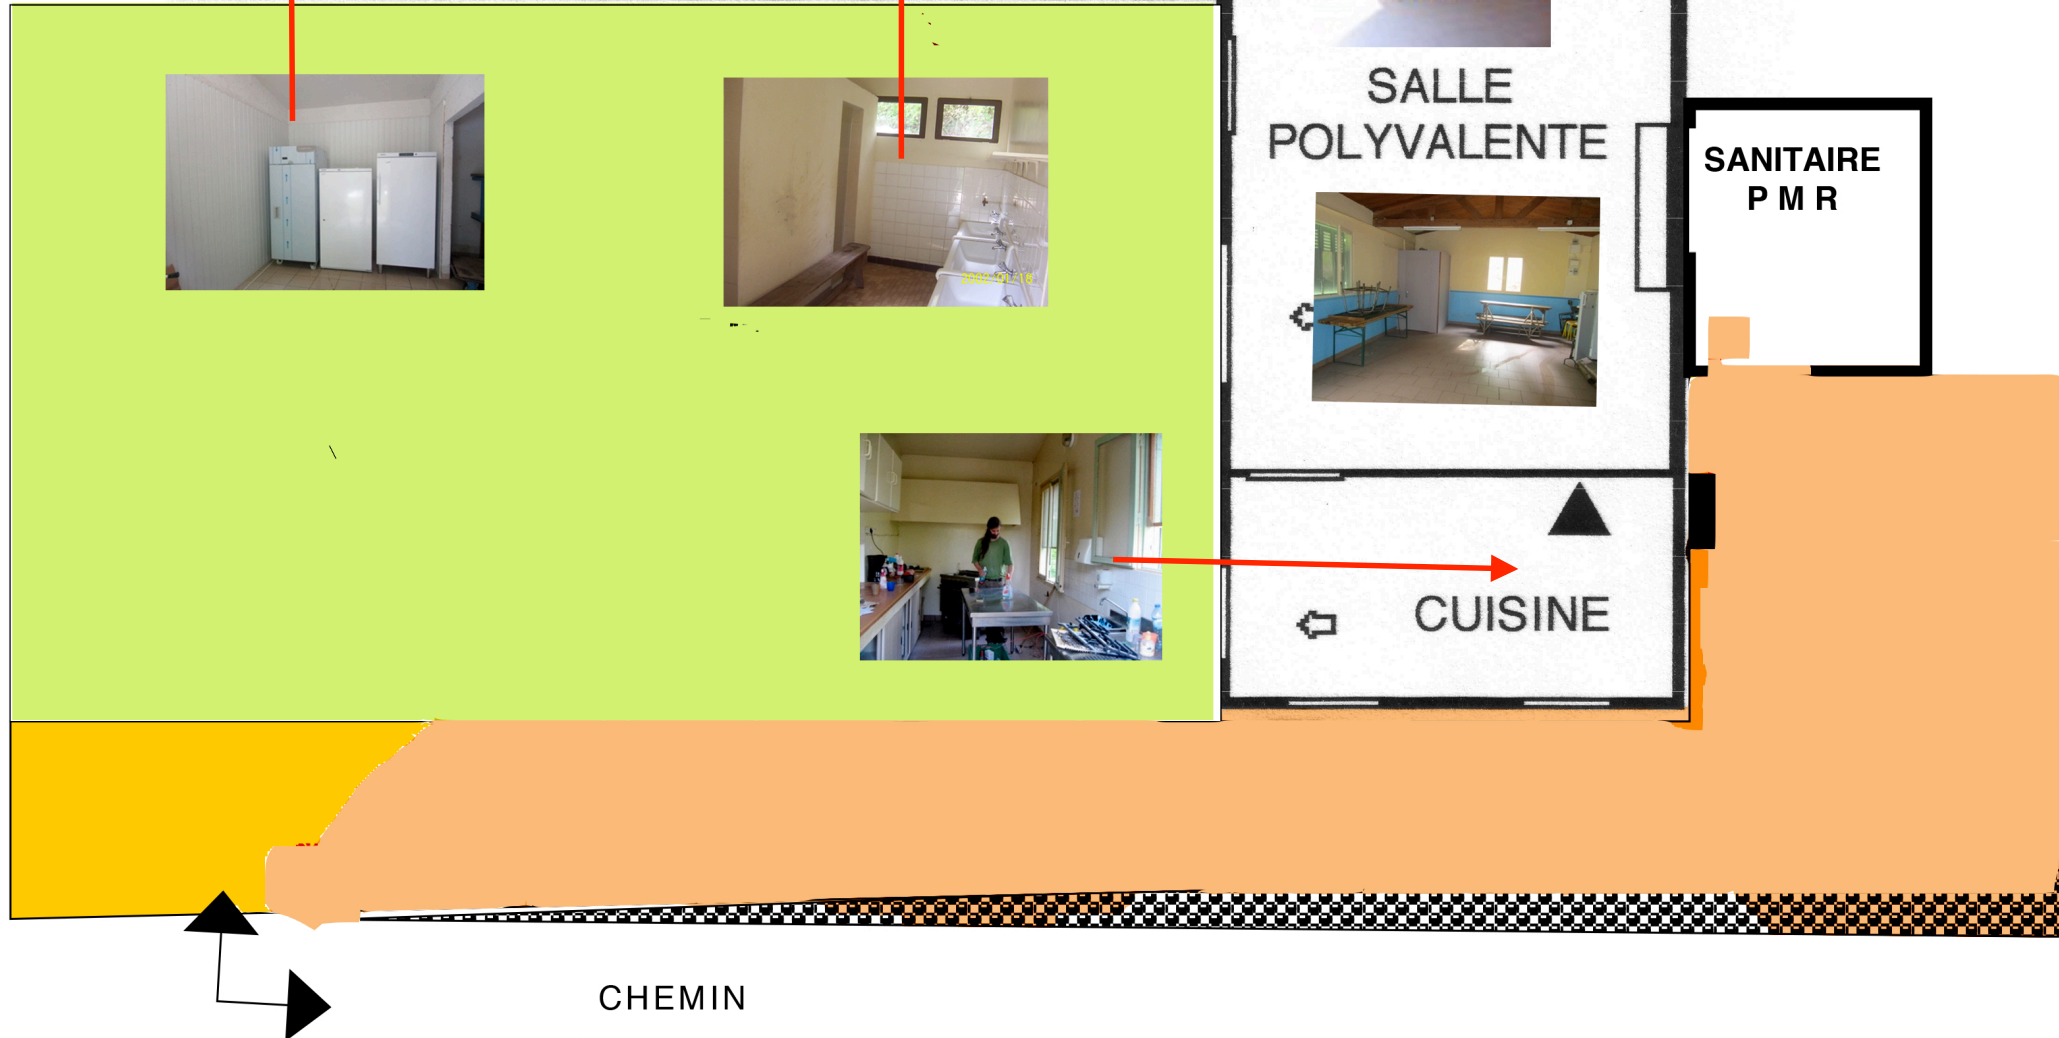 SALLE
POLYVALENTE
SANITAIRE
P M R
CUISINE
CHEMIN